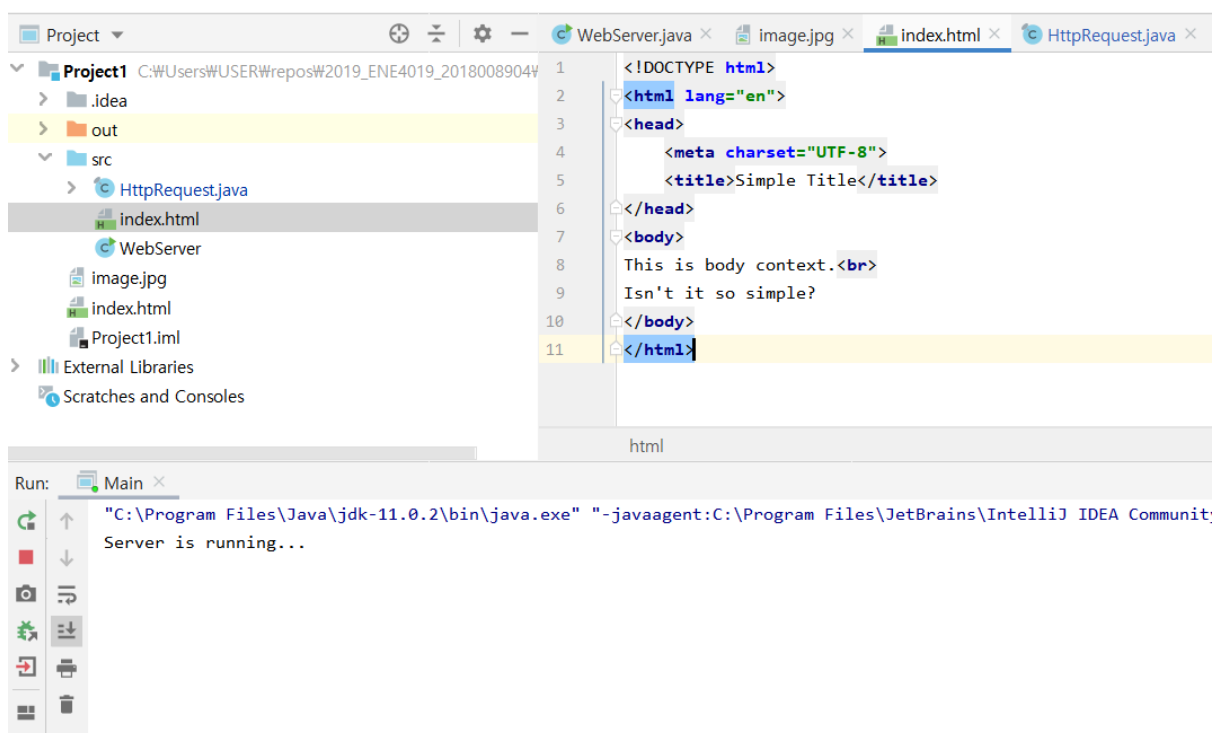 Project
WebServer.java
image.jpg
index.html
HttpRequest.java
Project1 C:₩Users₩USER₩repos₩2019_ENE4019_2018008904₩
.idea
out
src
HttpRequest.java
index.html
WebServer
image.jpg
index.html
Project1.iml
External Libraries
Scratches and Consoles
1 <!DOCTYPE html>
2 <html lang="en">
3 <head>
4 <meta charset="UTF-8">
5 <title>Simple Title</title>
6 </head>
7 <body>
8 This is body context.<br>
9 Isn't it so simple?
10 </body>
11 </html>
html
Run: Main
"C:\Program Files\Java\jdk-11.0.2\bin\java.exe" "-javaagent:C:\Program Files\JetBrains\IntelliJ IDEA Community
Server is running...